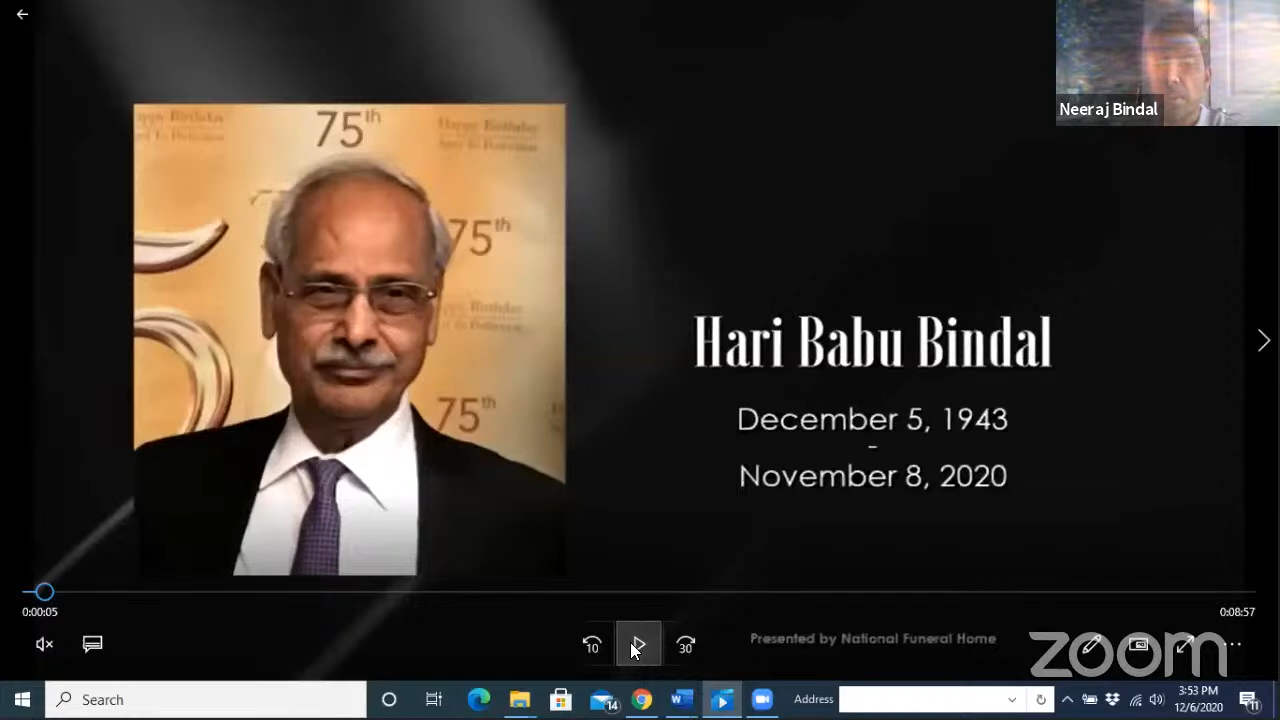 Neeraj Bindal
75th
Happy Birthday
75th
75th
Hari Babu Bindal
December 5, 1943
-
November 8, 2020
0:00:05
0:08:57
10
30
Presented by National Funeral Home
zoom
Search
14
Address
3:53 PM
12/6/2020
11